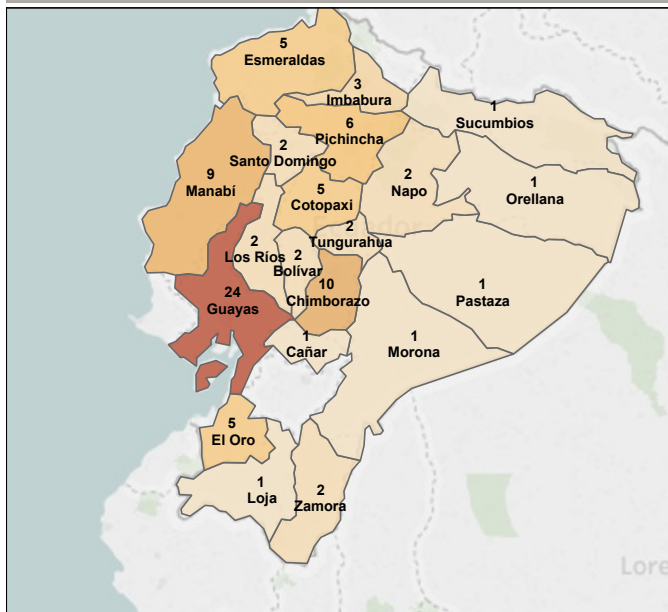 5
Esmeraldas
3
Imbabura
1
Sucumbios
6
Pichincha
2
Santo Domingo
9
Manabí
2
Napo
1
Orellana
5
Cotopaxi
Ecuador
2
Tungurahua
2
Los Ríos
2
Bolívar
24
Guayas
10
Chimborazo
1
Pastaza
1
Cañar
1
Morona
5
El Oro
1
Loja
2
Zamora
Lore